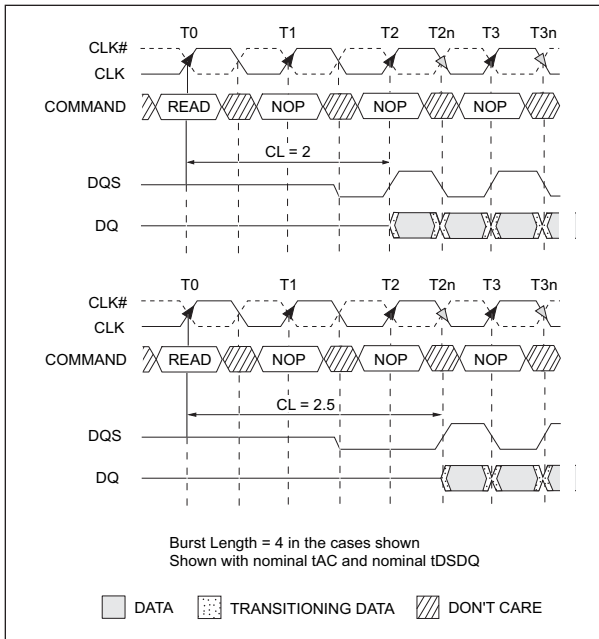 T0 T1 T2 T2n T3 T3n
CLK#
CLK
COMMAND READ NOP NOP NOP
CL = 2
DQS
DQ
T0 T1 T2 T2n T3 T3n
CLK#
CLK
COMMAND READ NOP NOP NOP
CL = 2.5
DQS
DQ
Burst Length = 4 in the cases shown
Shown with nominal tAC and nominal tDSDQ
DATA TRANSITIONING DATA DON'T CARE